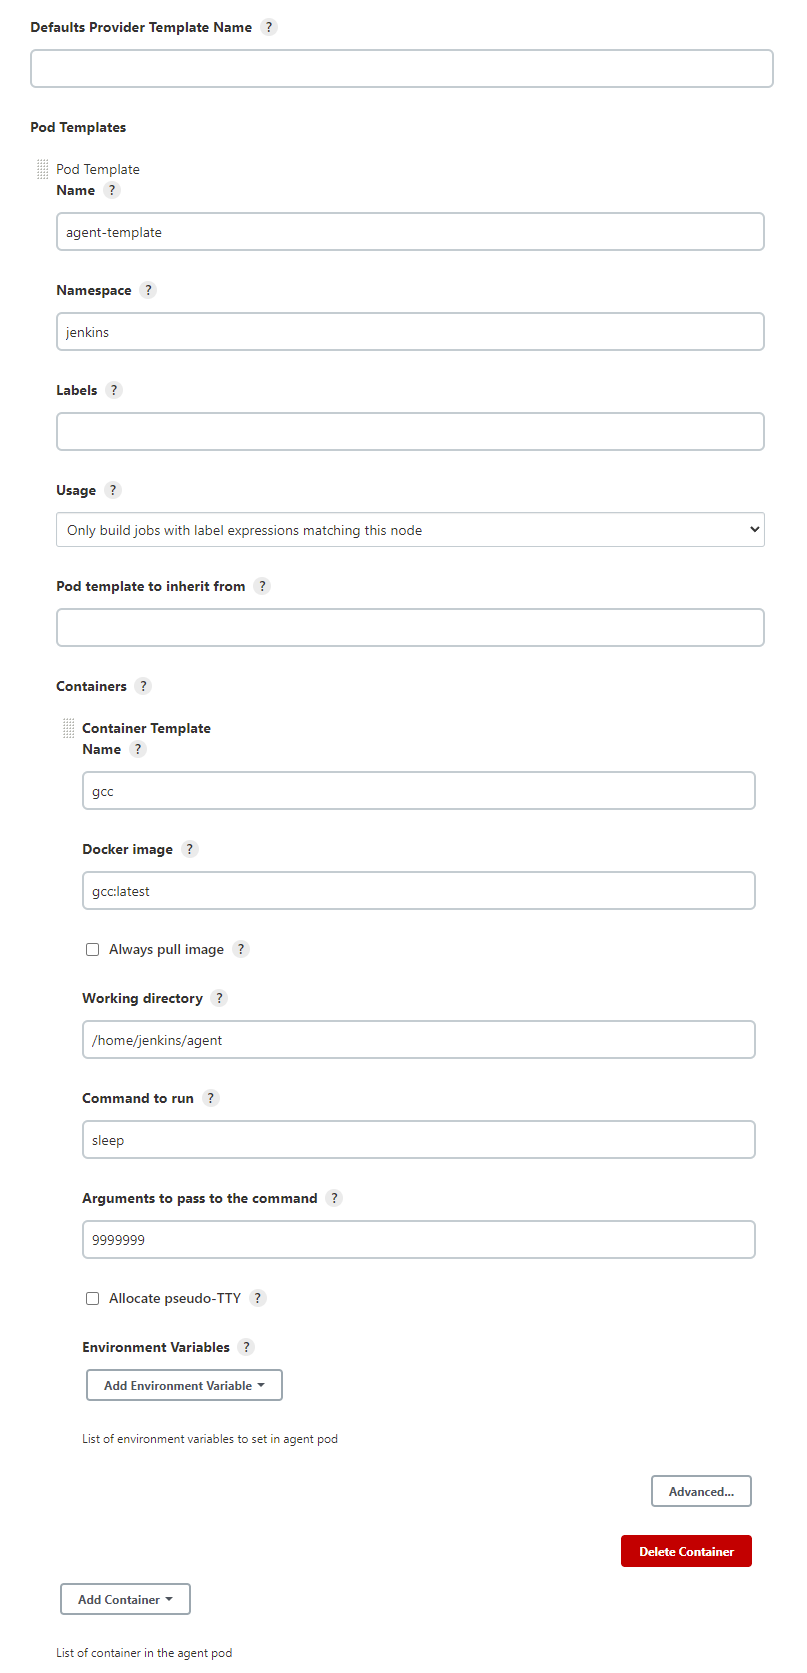 Defaults Provider Template Name ?
Pod Templates
Pod Template
Name ?
agent-template
Namespace ?
jenkins
Labels ?
Usage ?
Only build jobs with label expressions matching this node
Pod template to inherit from ?
Containers ?
Container Template
Name ?
gcc
Docker image ?
gcc:latest
Always pull image ?
Working directory ?
/home/jenkins/agent
Command to run ?
sleep
Arguments to pass to the command ?
9999999
Allocate pseudo-TTY ?
Environment Variables ?
Add Environment Variable
List of environment variables to set in agent pod
Advanced...
Delete Container
Add Container
List of container in the agent pod